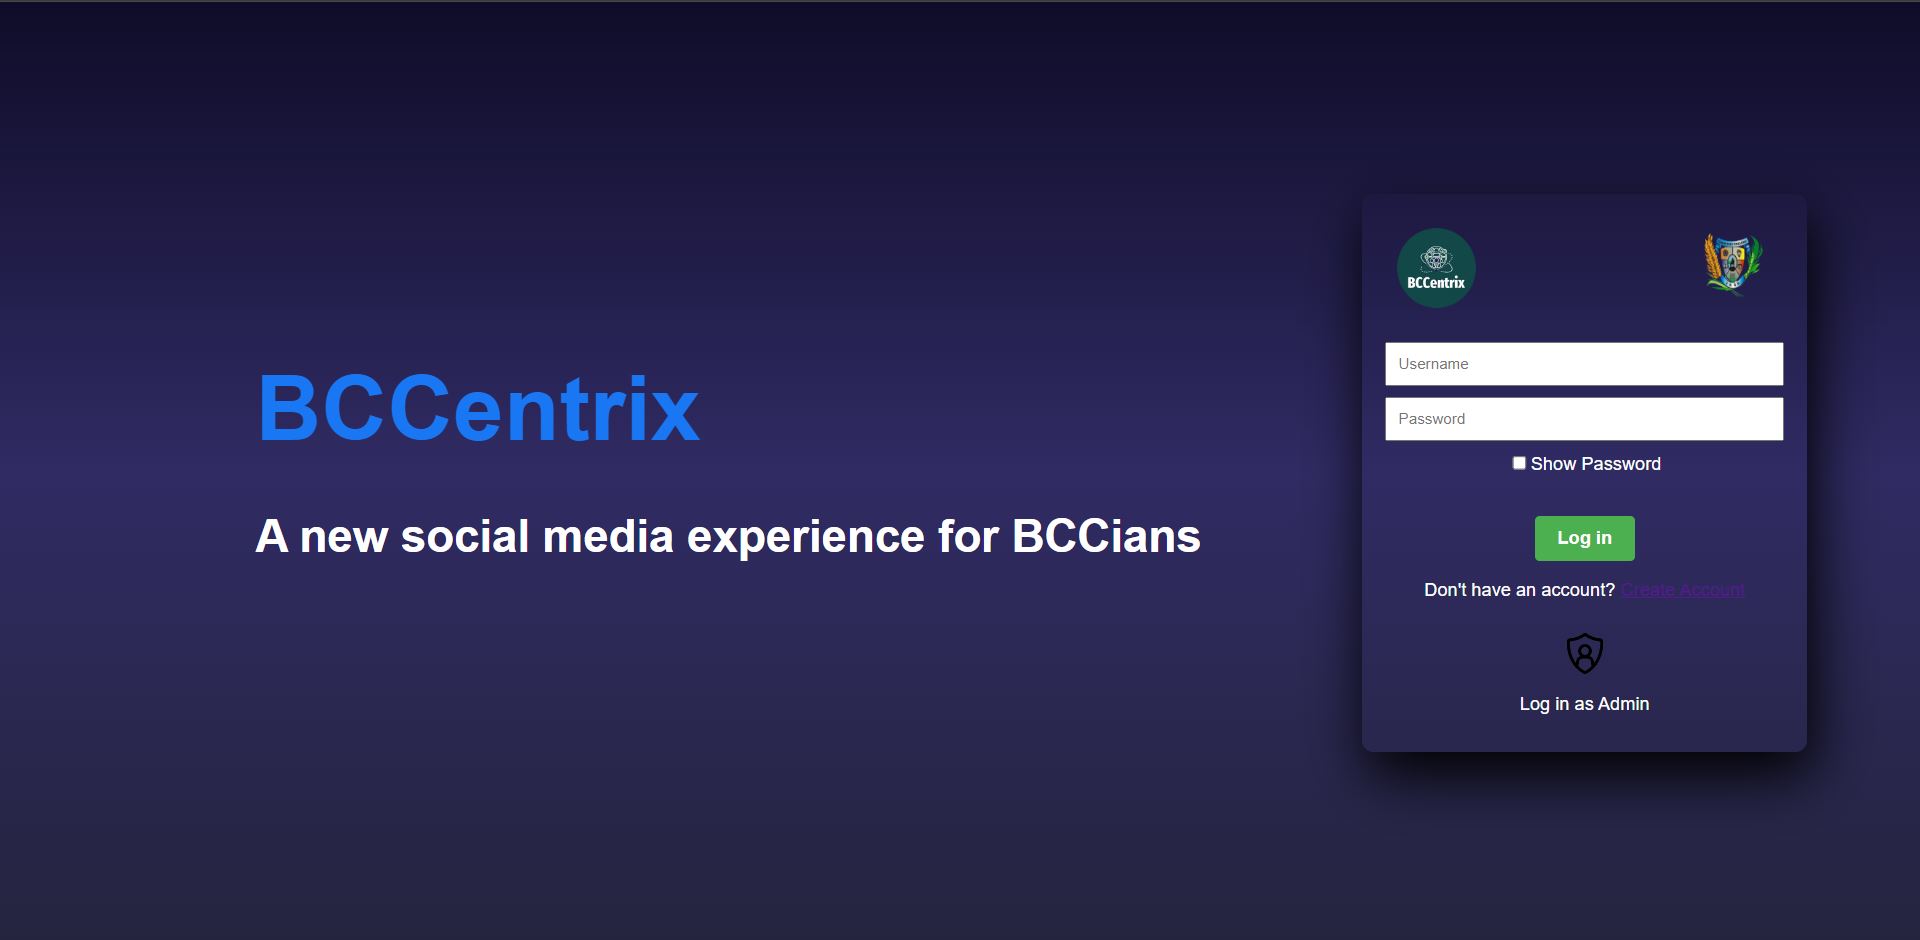 BCCentrix
A new social media experience for BCCians
BCCentrix
Username
Password
Show Password
Log in
Don't have an account? Create Account
Log in as Admin